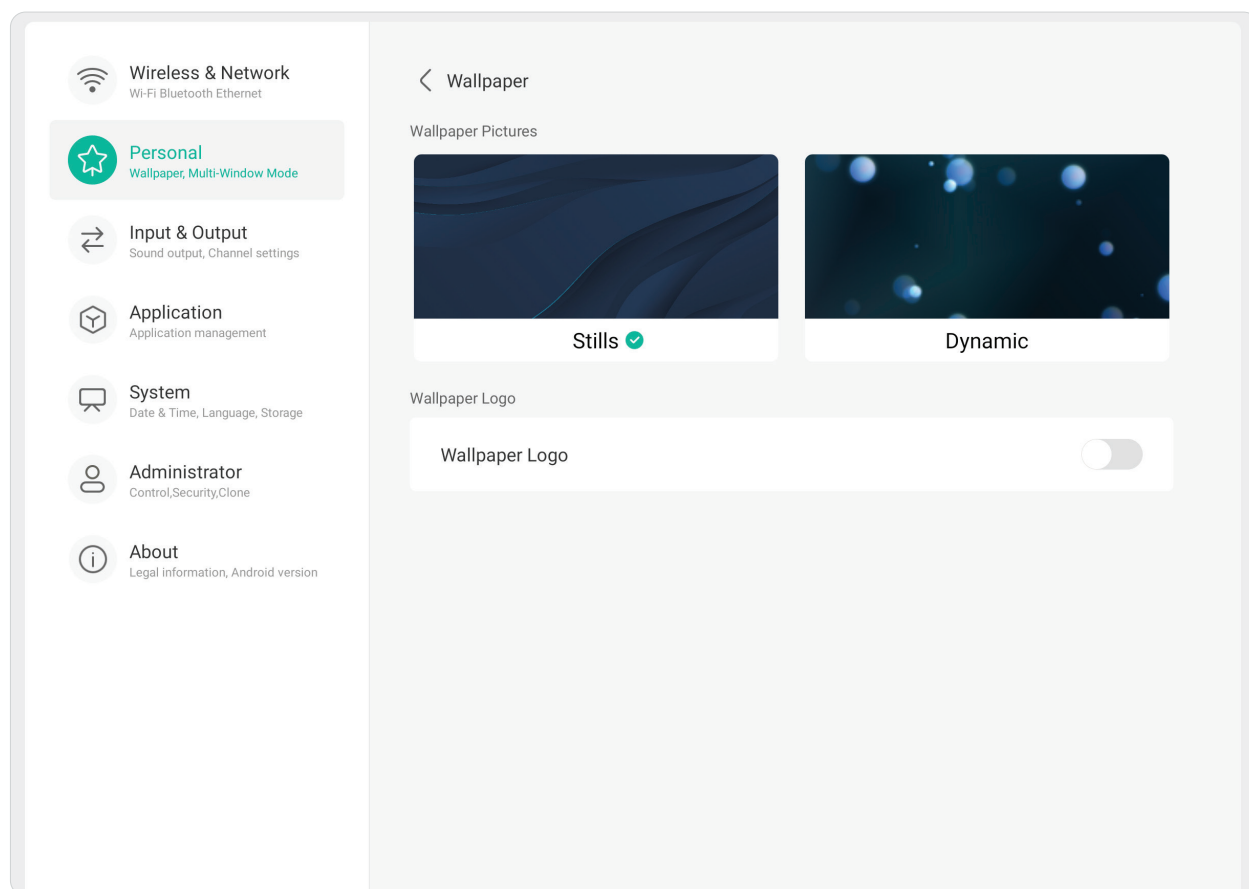 Wireless & Network
Wi-Fi Bluetooth Ethernet
Personal
Wallpaper, Multi-Window Mode
Input & Output
Sound output, Channel settings
Application
Application management
System
Date & Time, Language, Storage
Administrator
Control,Security,Clone
About
Legal information, Android version
Wallpaper
Wallpaper Pictures
Stills
Dynamic
Wallpaper Logo
Wallpaper Logo